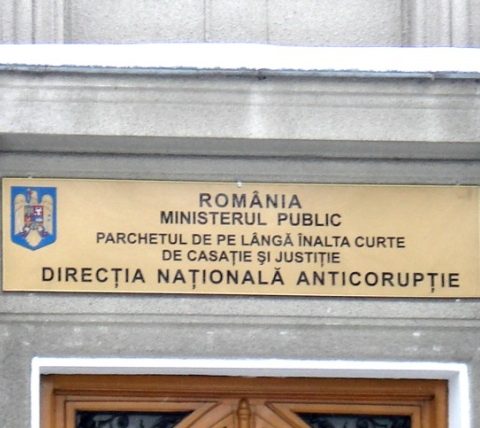 ROMÂNIA
MINISTERUL PUBLIC
PARCHETUL DE PE LÂNGĂ ÎNALTA CURTE
DE CASAȚIE ȘI JUSTIȚIE
DIRECȚIA NAȚIONALĂ ANTICORUPȚIE